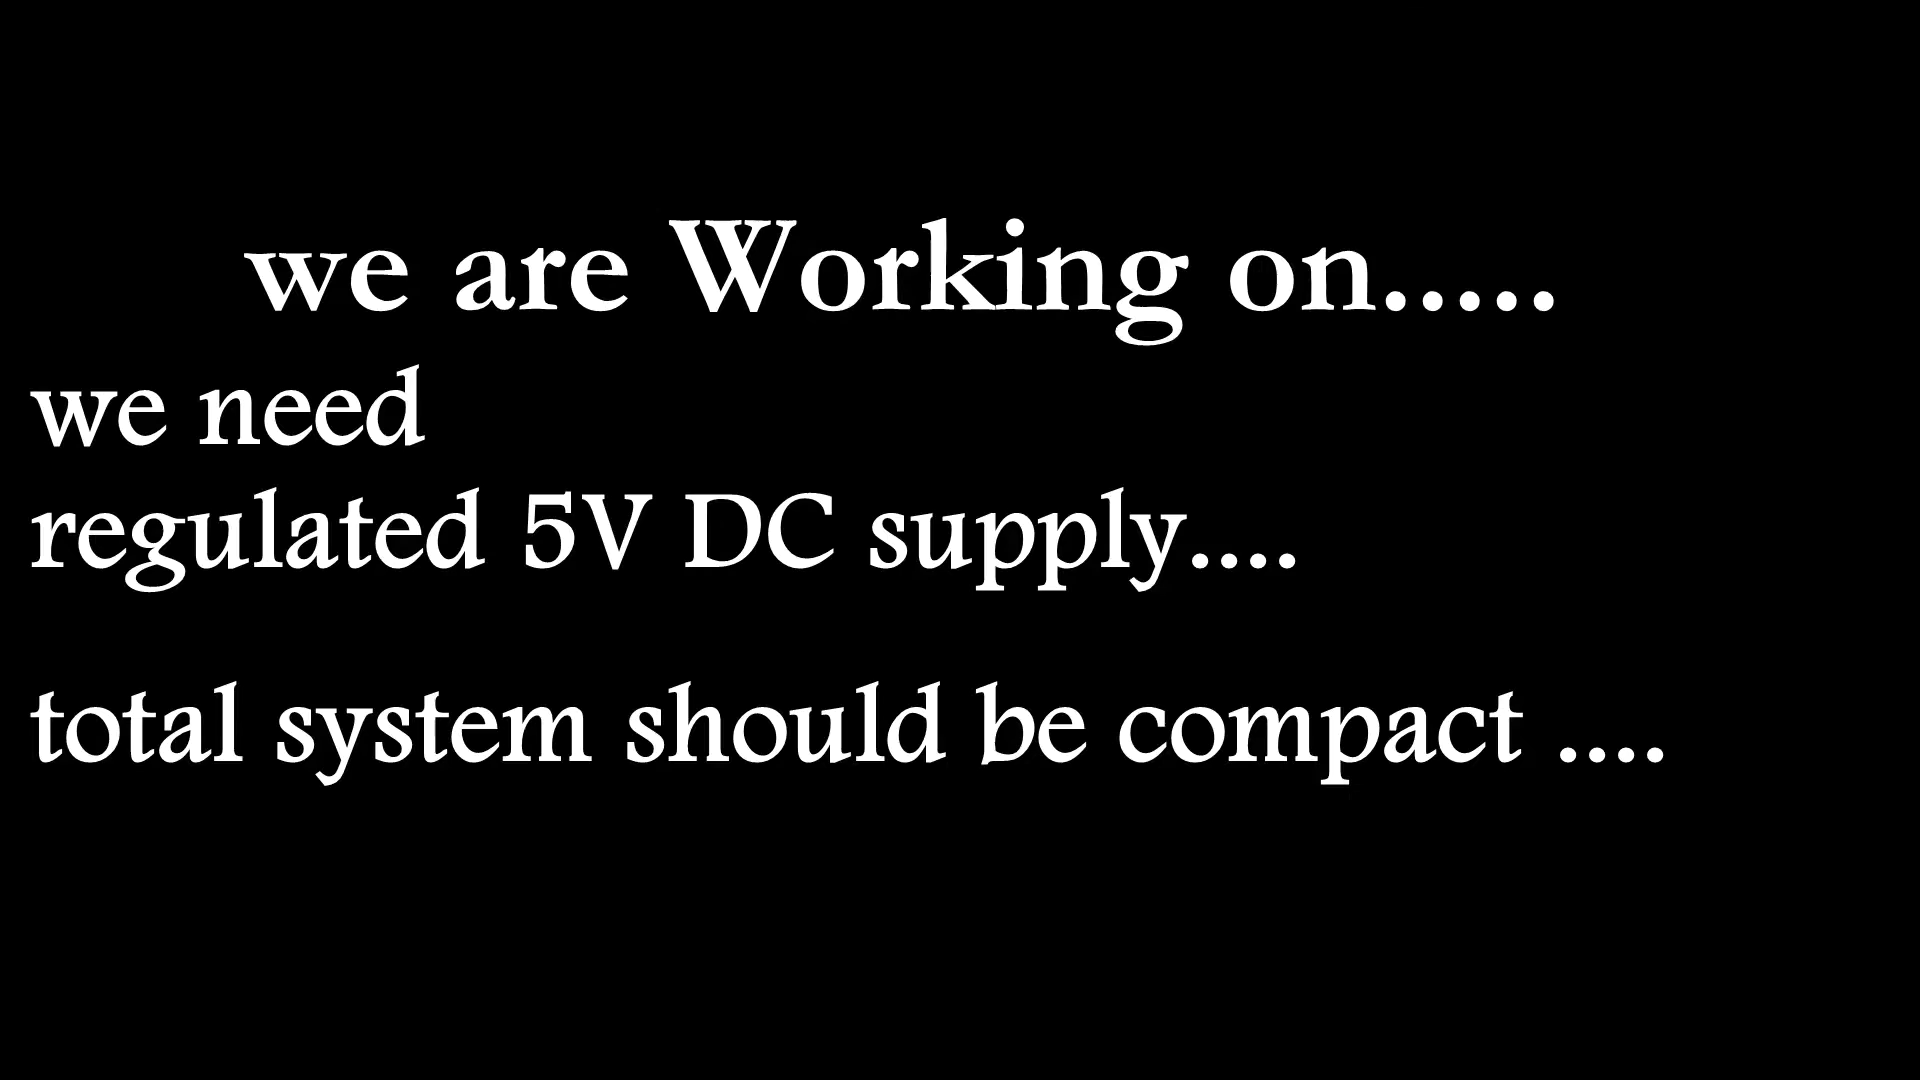 we are Working on.....
we need
regulated 5V DC supply....
total system should be compact ....